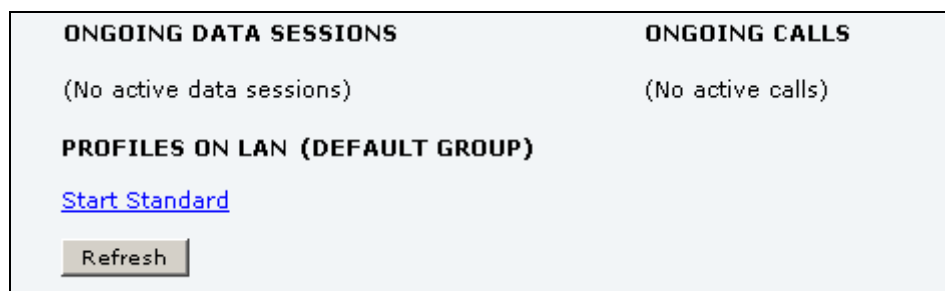 ONGOING DATA SESSIONS ONGOING CALLS
(No active data sessions) (No active calls)
PROFILES ON LAN (DEFAULT GROUP)
Start Standard
Refresh